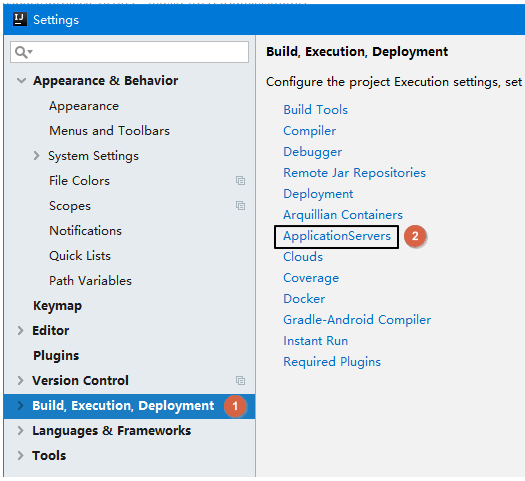 IJ Settings
Appearance & Behavior
Appearance
Menus and Toolbars
System Settings
File Colors
Scopes
Notifications
Quick Lists
Path Variables
Keymap
Editor
Plugins
Version Control
Build, Execution, Deployment 1
Languages & Frameworks
Tools
Build, Execution, Deployment
Configure the project Execution settings, set
Build Tools
Compiler
Debugger
Remote Jar Repositories
Deployment
Arquillian Containers
ApplicationServers 2
Clouds
Coverage
Docker
Gradle-Android Compiler
Instant Run
Required Plugins